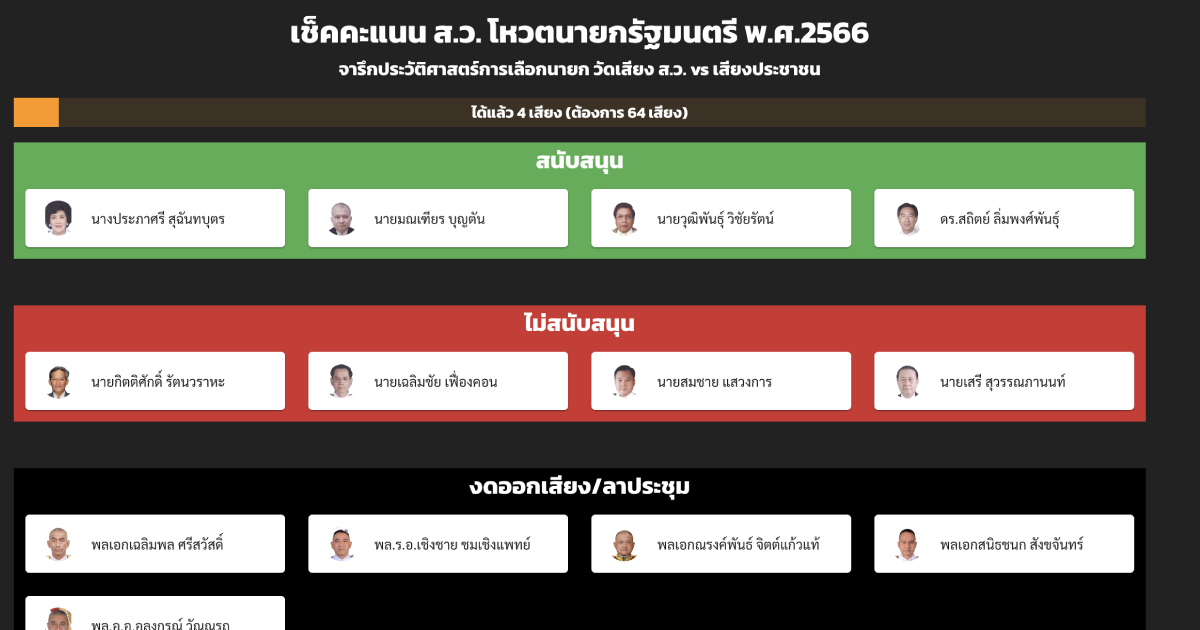 เช็คคะแนน ส.ว. โหวตนายกรัฐมนตรี พ.ศ.2566
จารึกประวัติศาสตร์การเลือกนายก วัดเสียง ส.ว. vs เสียงประชาชน
ได้แล้ว 4 เสียง (ต้องการ 64 เสียง)
สนับสนุน
นางประภาศรี สุฉันทบุตร
นายมณเฑียร บุญตัน
นายวุฒิพันธุ์ วิชัยรัตน์
ดร.สถิตย์ ลิ่มพงศ์พันธุ์
ไม่สนับสนุน
นายกิตติศักดิ์ รัตนวราหะ
นายเฉลิมชัย เฟื่องคอน
นายสมชาย แสวงการ
นายเสรี สุวรรณภานนท์
งดออกเสียง/ลาประชุม
พลเอกเฉลิมพล ศรีสวัสดิ์
พล.ร.อ.เชิงชาย ชมเชิงแพทย์
พลเอกณรงค์พันธ์ จิตต์แก้วแท้
พลเอกสนิธชนก สังขจันทร์
พล.อ.อ.อลงกรณ์ วัณณรถ